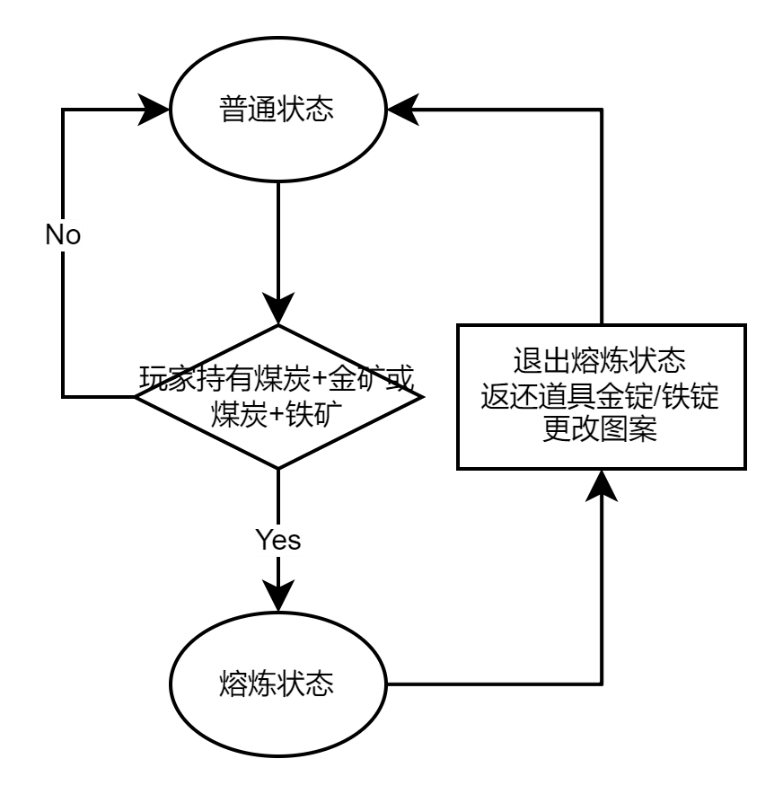 普通状态
No
玩家持有煤炭+金矿或
煤炭+铁矿
退出熔炼状态
返还道具金锭/铁锭
更改图案
Yes
熔炼状态